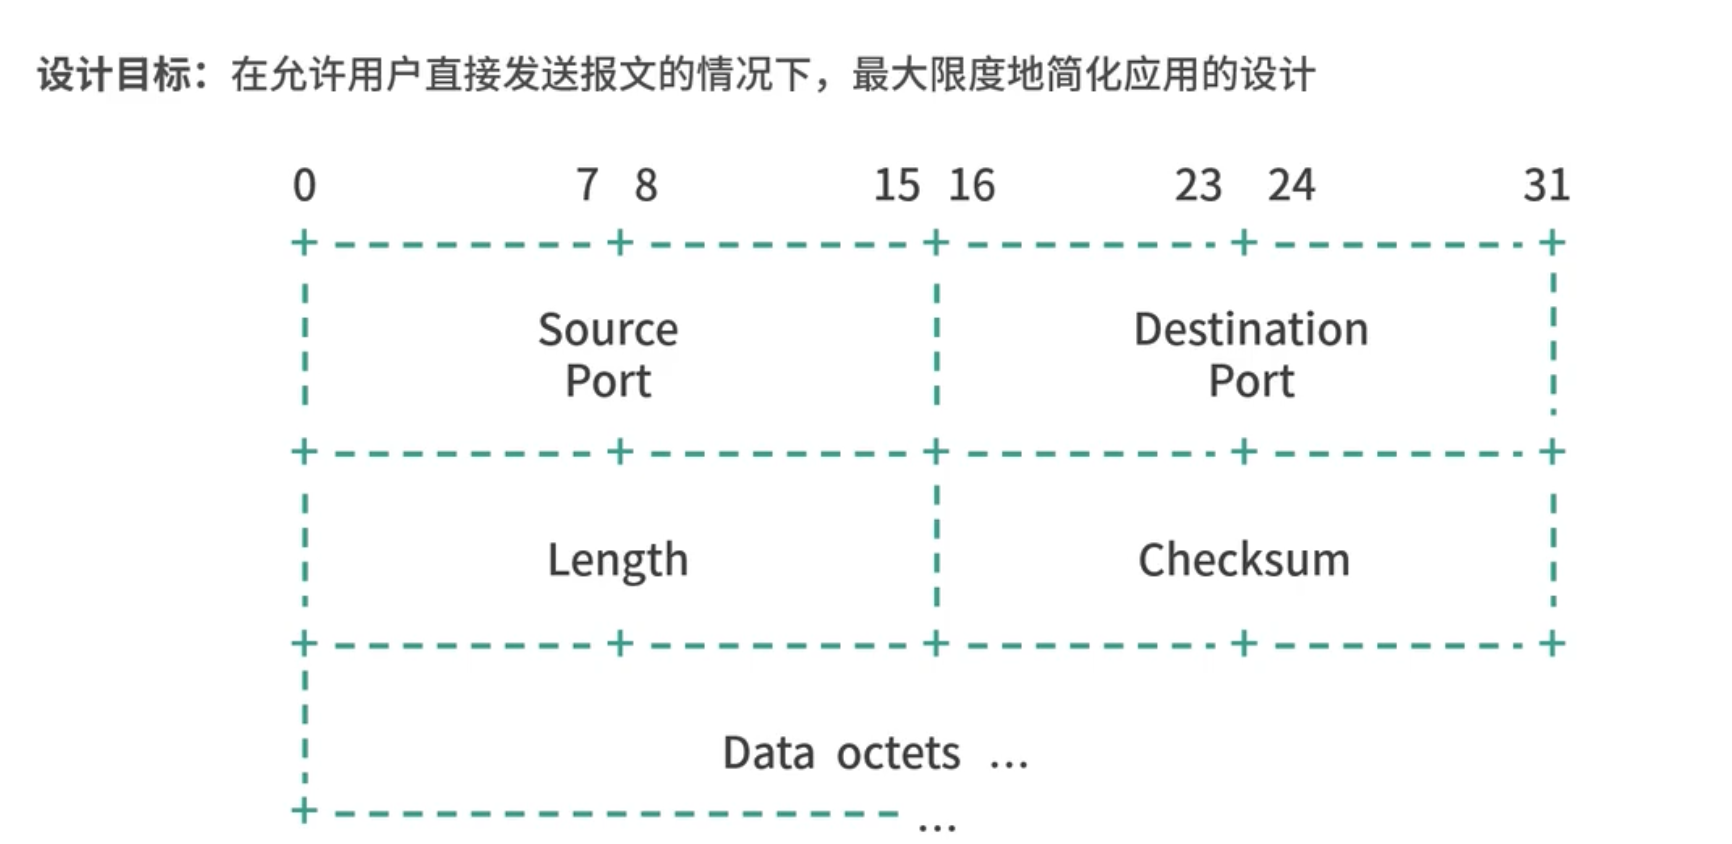 设计目标：在允许用户直接发送报文的情况下，最大限度地简化应用的设计
0 7 8 15 16 23 24 31
Source Destination
Port Port
Length Checksum
Data octets ...
...